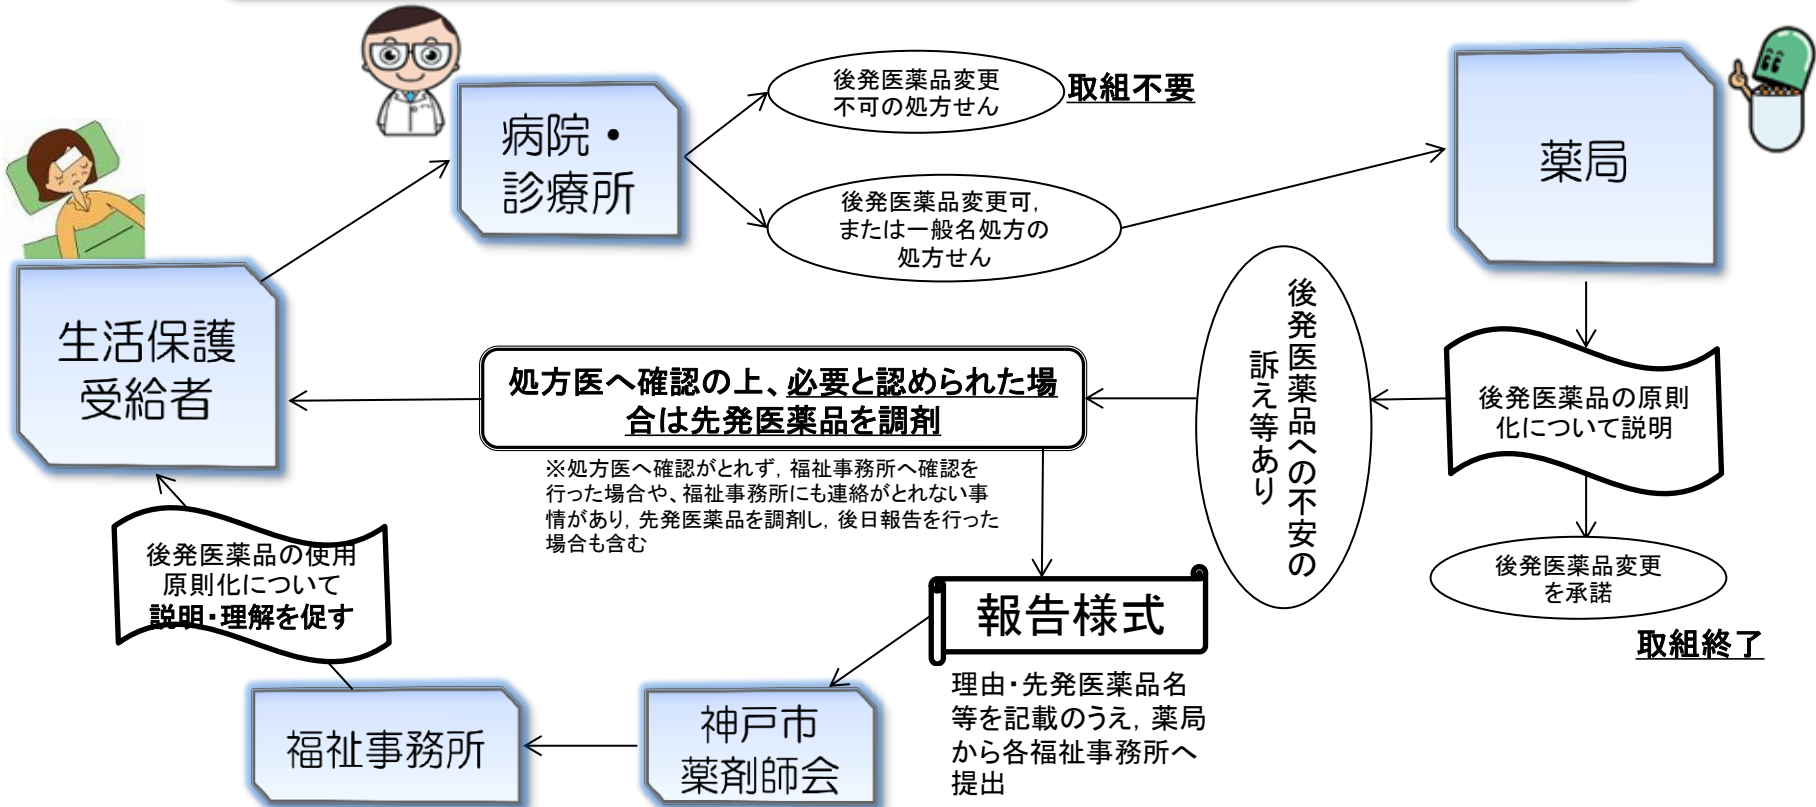 後発医薬品変更
不可の処方せん
取組不要
病院・
診療所
薬局
後発医薬品変更可,
または一般名処方の
処方せん
生活保護
受給者
処方医へ確認の上、必要と認められた場
合は先発医薬品を調剤
※処方医へ確認がとれず, 福祉事務所へ確認を
行った場合や、福祉事務所にも連絡がとれない事
情があり, 先発医薬品を調剤し, 後日報告を行った
場合も含む
後発医薬品への不安の
訴え等あり
後発医薬品の原則
化について説明
後発医薬品変更
を承諾
取組終了
後発医薬品の使用
原則化について
説明・理解を促す
報告様式
理由・先発医薬品名
等を記載のうえ, 薬局
から各福祉事務所へ
提出
福祉事務所
神戸市
薬剤師会